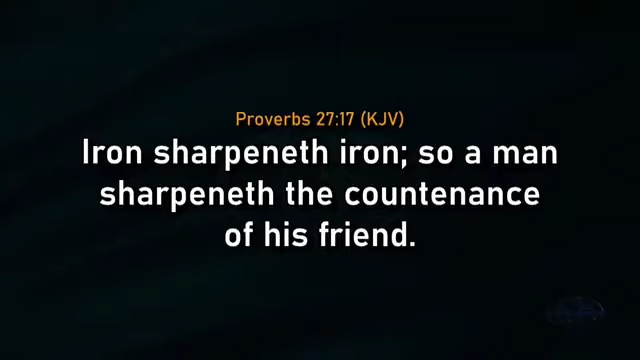 Proverbs 27:17 (KJV)
Iron sharpeneth iron; so a man
sharpeneth the countenance
of his friend.